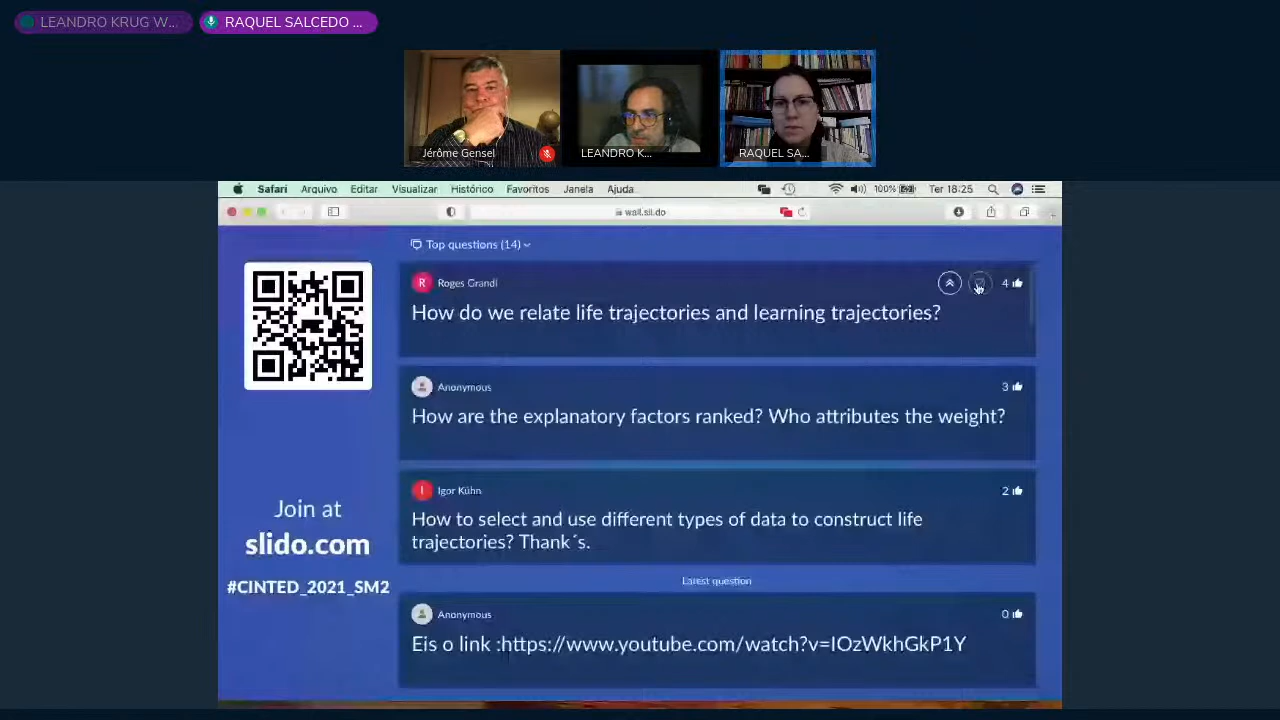 LEANDRO KRUG W...
RAQUEL SALCEDO ...
Jérôme Gensel
LEANDRO K...
RAQUEL SA...
Safari Arquivo Editar Visualizar Histórico Favoritos Janela Ajuda
100% Ter 18:25
wall.sli.do
Top questions (14)
R Roges Grandi
4
How do we relate life trajectories and learning trajectories?
Anonymous
3
How are the explanatory factors ranked? Who attributes the weight?
I Igor Kühn
2
How to select and use different types of data to construct life
trajectories? Thank´s.
Latest question
Anonymous
0
Eis o link :https://www.youtube.com/watch?v=IOzWkhGkP1Y
Join at
slido.com
#CINTED_2021_SM2